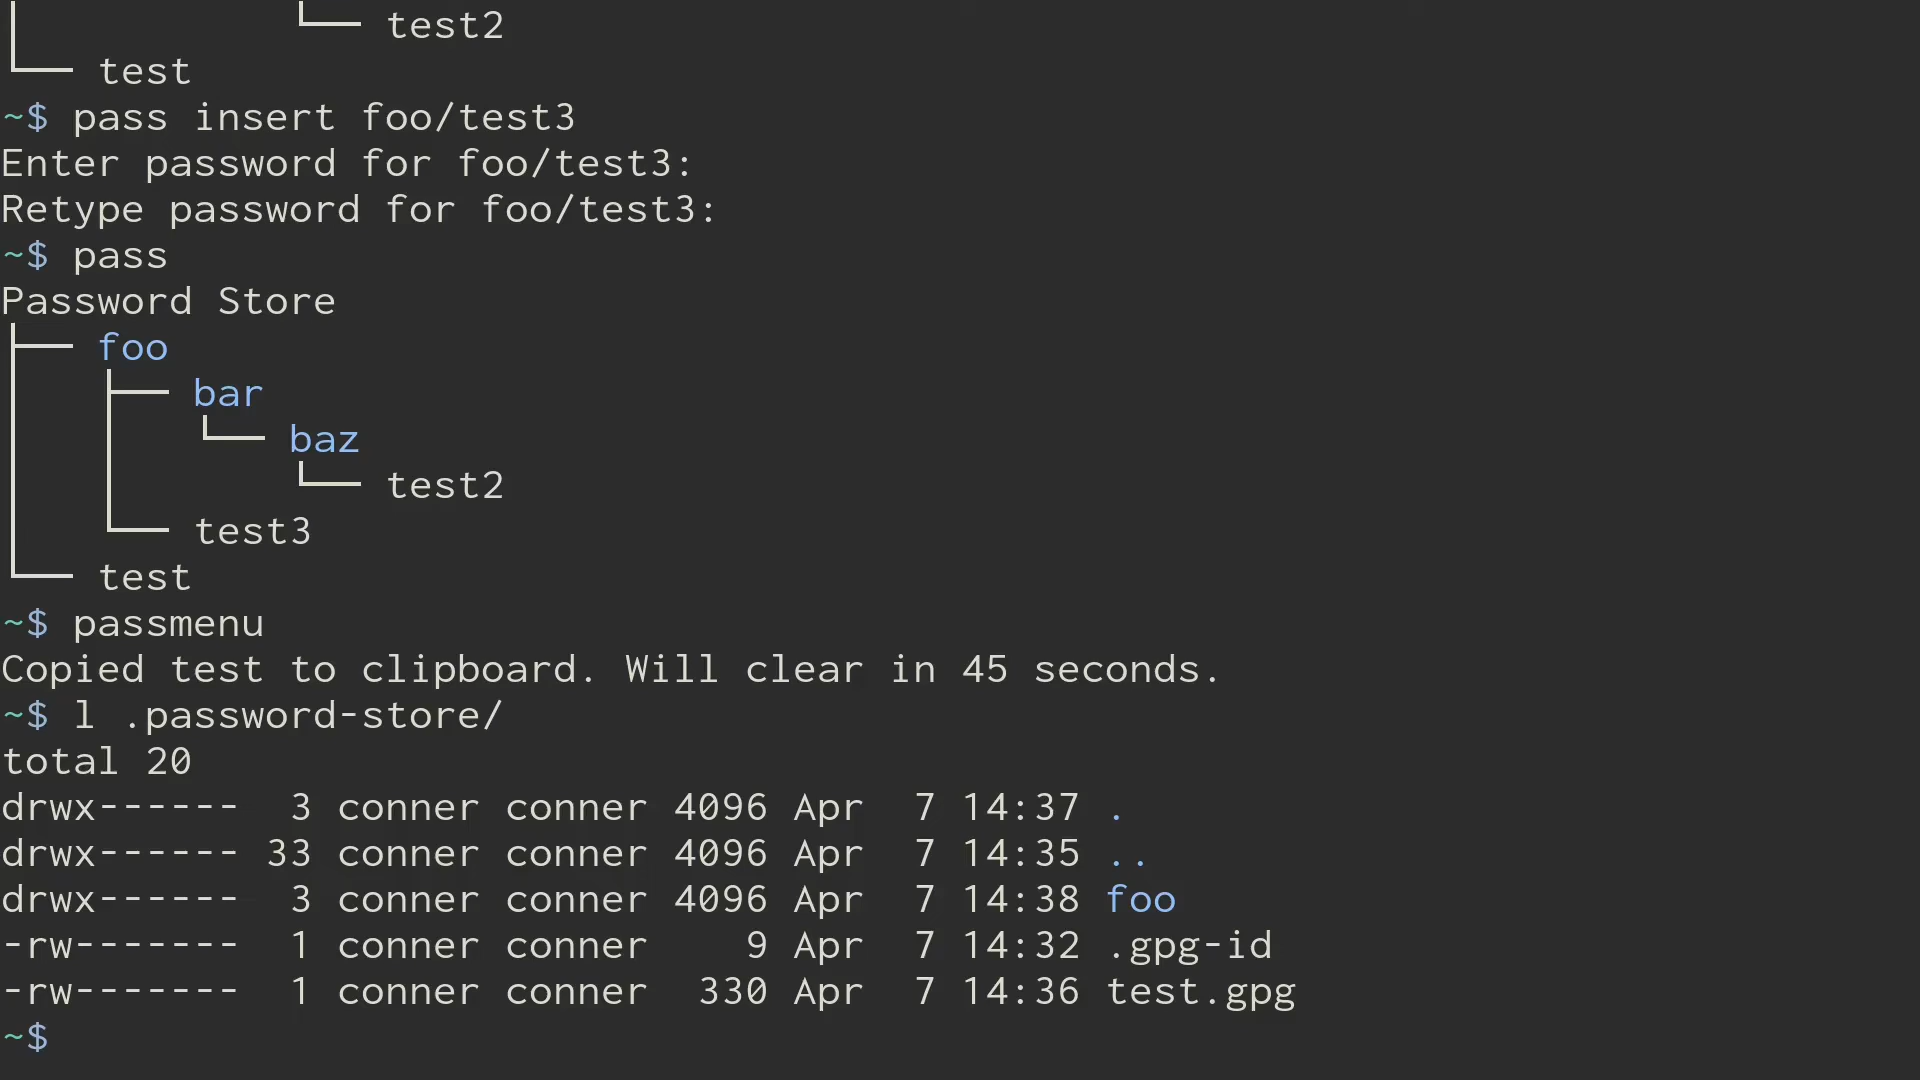 └── test2
└── test
~$ pass insert foo/test3
Enter password for foo/test3:
Retype password for foo/test3:
~$ pass
Password Store
├── foo
│   ├── bar
│   │   └── baz
│   │       └── test2
│   └── test3
└── test
~$ passmenu
Copied test to clipboard. Will clear in 45 seconds.
~$ l .password-store/
total 20
drwx------  3 conner conner 4096 Apr  7 14:37 .
drwx------ 33 conner conner 4096 Apr  7 14:35 ..
drwx------  3 conner conner 4096 Apr  7 14:38 foo
-rw-------  1 conner conner    9 Apr  7 14:32 .gpg-id
-rw-------  1 conner conner  330 Apr  7 14:36 test.gpg
~$